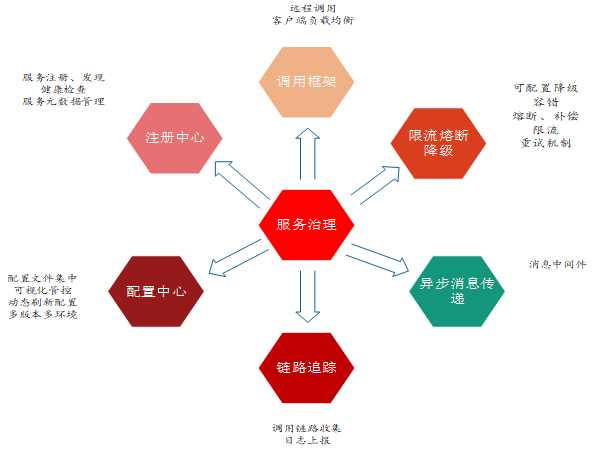 远程调用
客户端负载均衡
调用框架
服务注册、发现
健康检查
服务元数据管理
注册中心
可配置降级
容错
熔断、补偿
限流
重试机制
限流熔断
降级
服务治理
配置文件集中
可视化管控
动态刷新配置
多版本多环境
配置中心
消息中间件
异步消息传
递
链路追踪
调用链路收集
日志上报